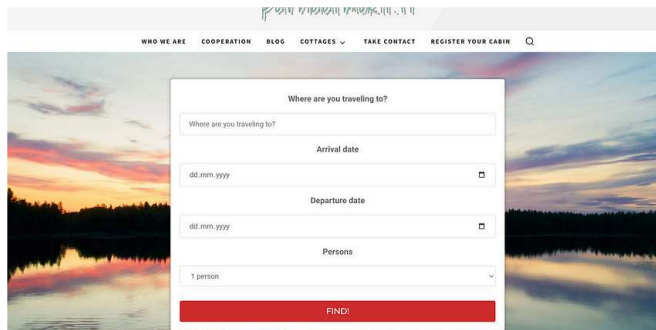 WHO WE ARE COOPERATION BLOG COTTAGES TAKE CONTACT REGISTER YOUR CABIN
Where are you traveling to?
Where are you traveling to?
Arrival date
dd.mm.yyyy
Departure date
dd.mm.yyyy
Persons
1 person
FIND!